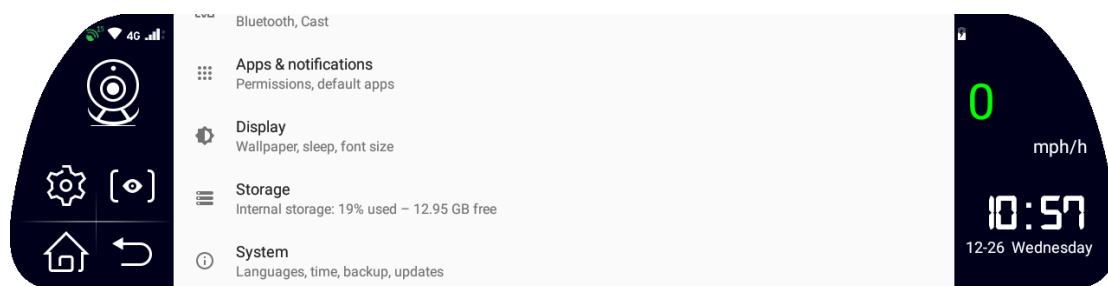 15
4G
Bluetooth, Cast
Apps & notifications
Permissions, default apps
Display
Wallpaper, sleep, font size
Storage
Internal storage: 19% used – 12.95 GB free
System
Languages, time, backup, updates
0
mph/h
10:57
12-26 Wednesday